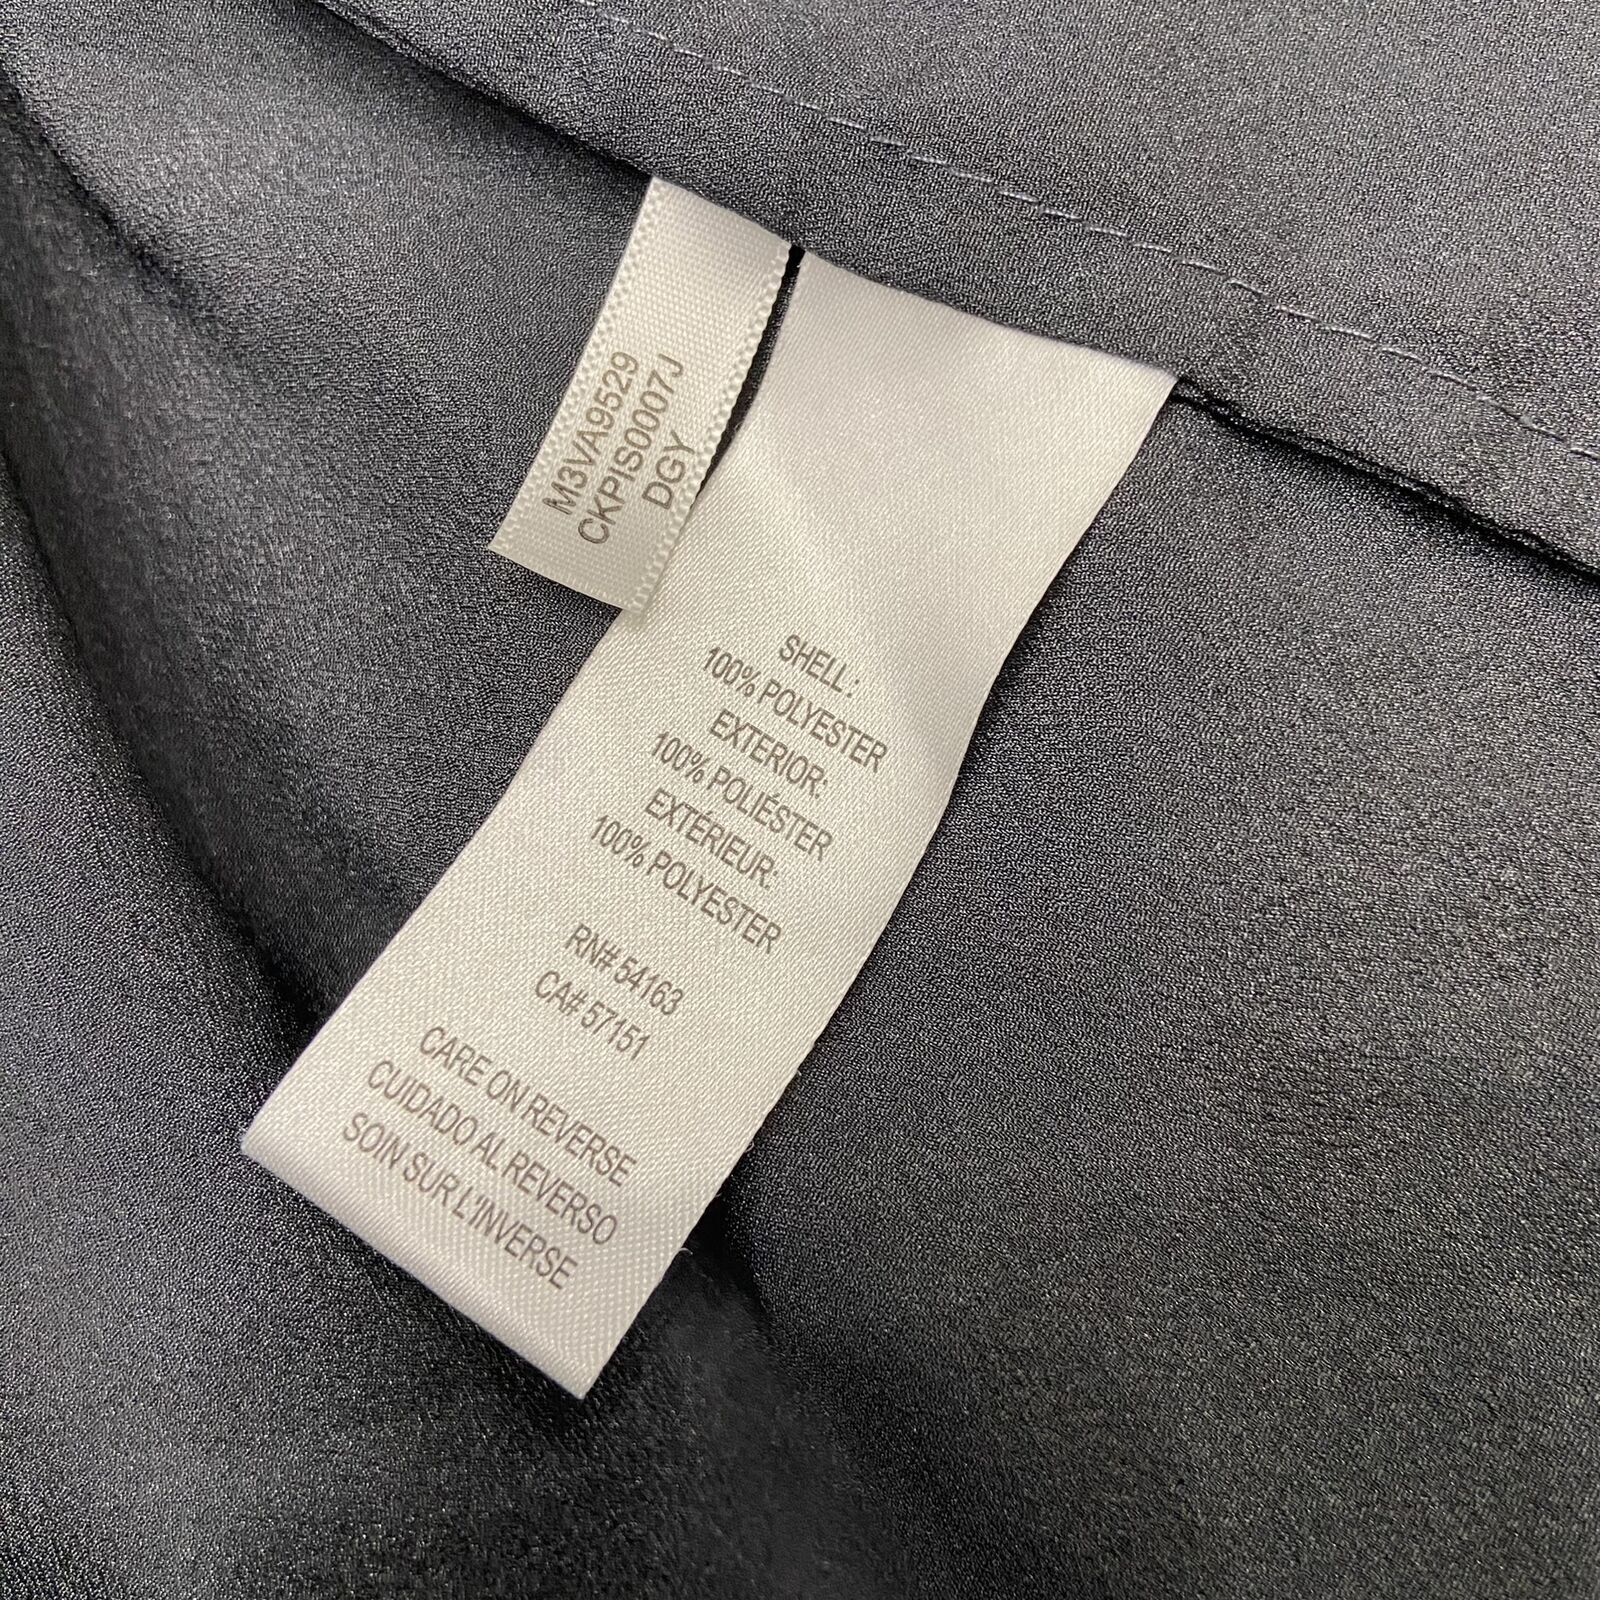 M3VA9529
CKPIS0007J
DGY
SHELL:
100% POLYESTER
EXTERIOR:
100% POLIÉSTER
EXTÉRIEUR:
100% POLYESTER
RN# 54163
CA# 57151
CARE ON REVERSE
CUIDADO AL REVERSO
SOIN SUR L'INVERSE